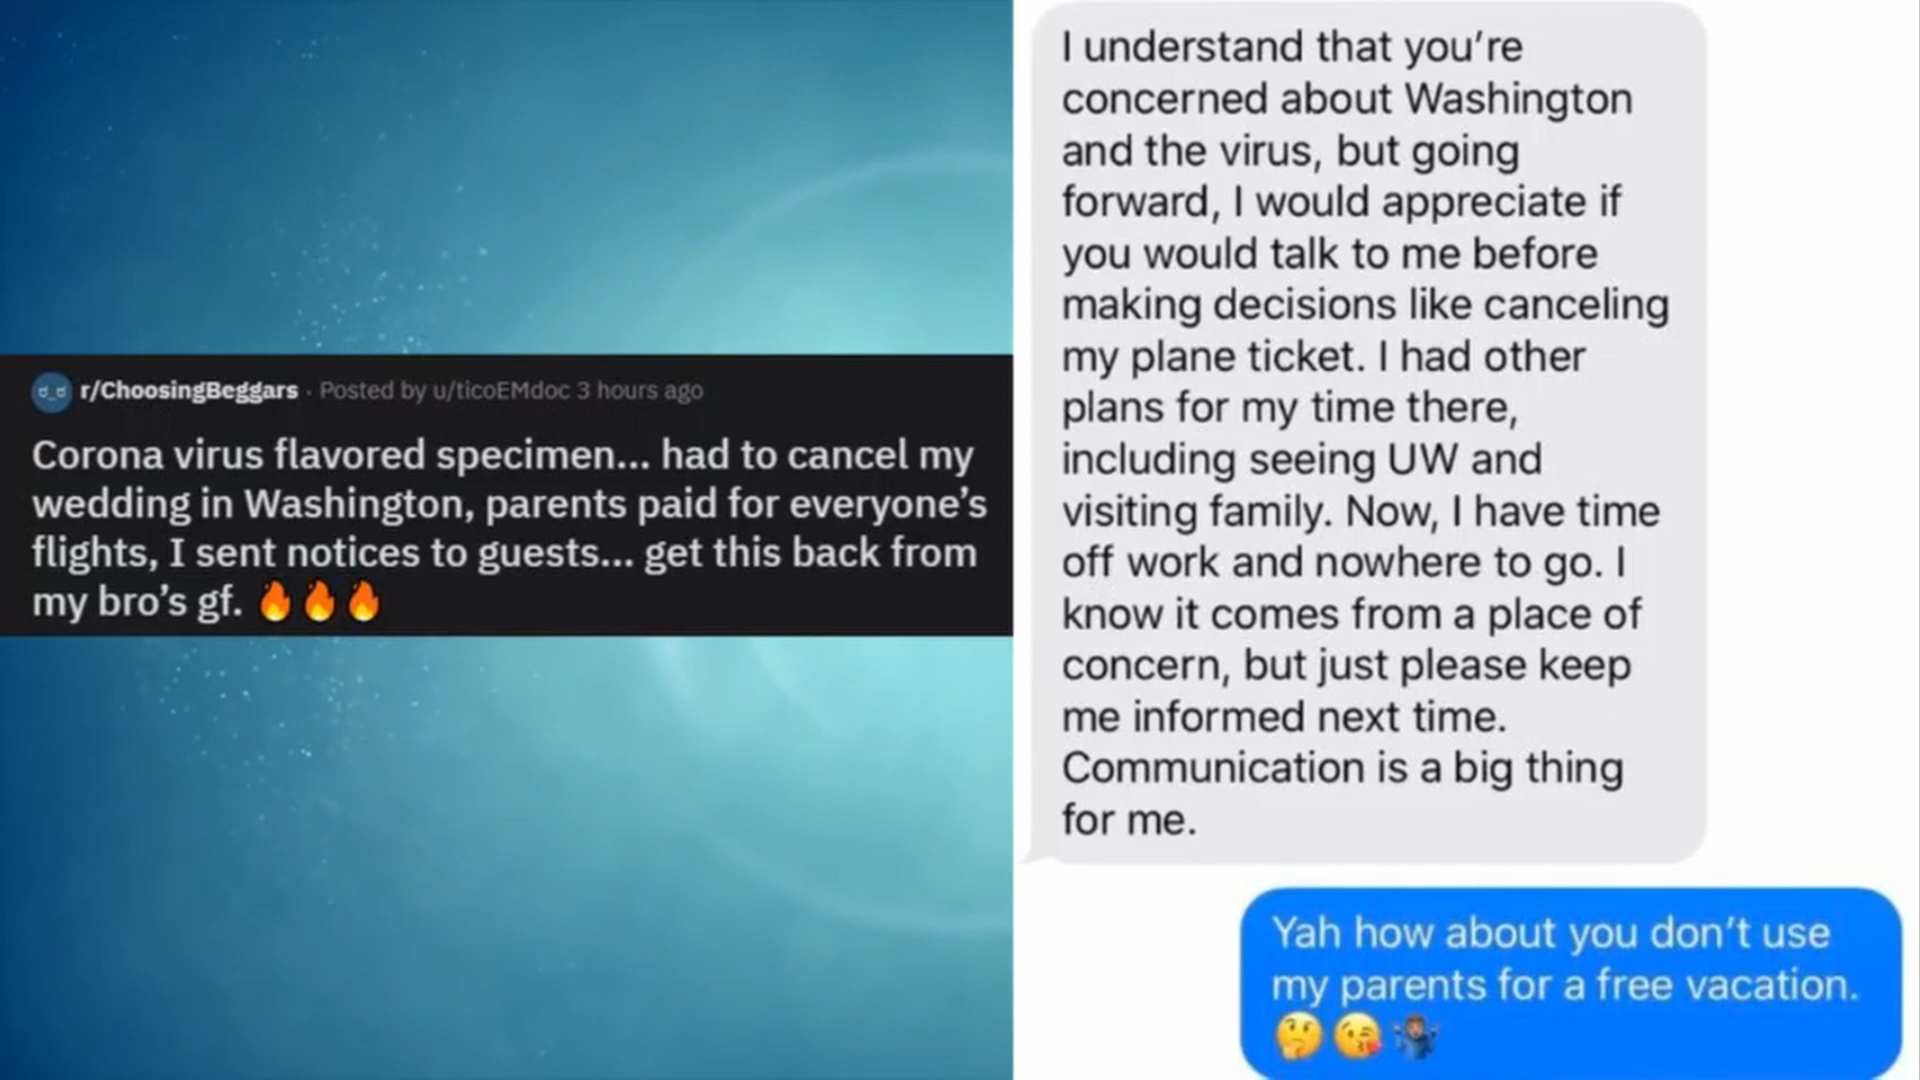 r/ChoosingBeggars · Posted by u/ticoEMdoc 3 hours ago
Corona virus flavored specimen... had to cancel my
wedding in Washington, parents paid for everyone’s
flights, I sent notices to guests... get this back from
my bro’s gf. 🔥🔥🔥
I understand that you’re
concerned about Washington
and the virus, but going
forward, I would appreciate if
you would talk to me before
making decisions like canceling
my plane ticket. I had other
plans for my time there,
including seeing UW and
visiting family. Now, I have time
off work and nowhere to go. I
know it comes from a place of
concern, but just please keep
me informed next time.
Communication is a big thing
for me.
Yah how about you don’t use
my parents for a free vacation.
🤔😘🤷🏾‍♂️